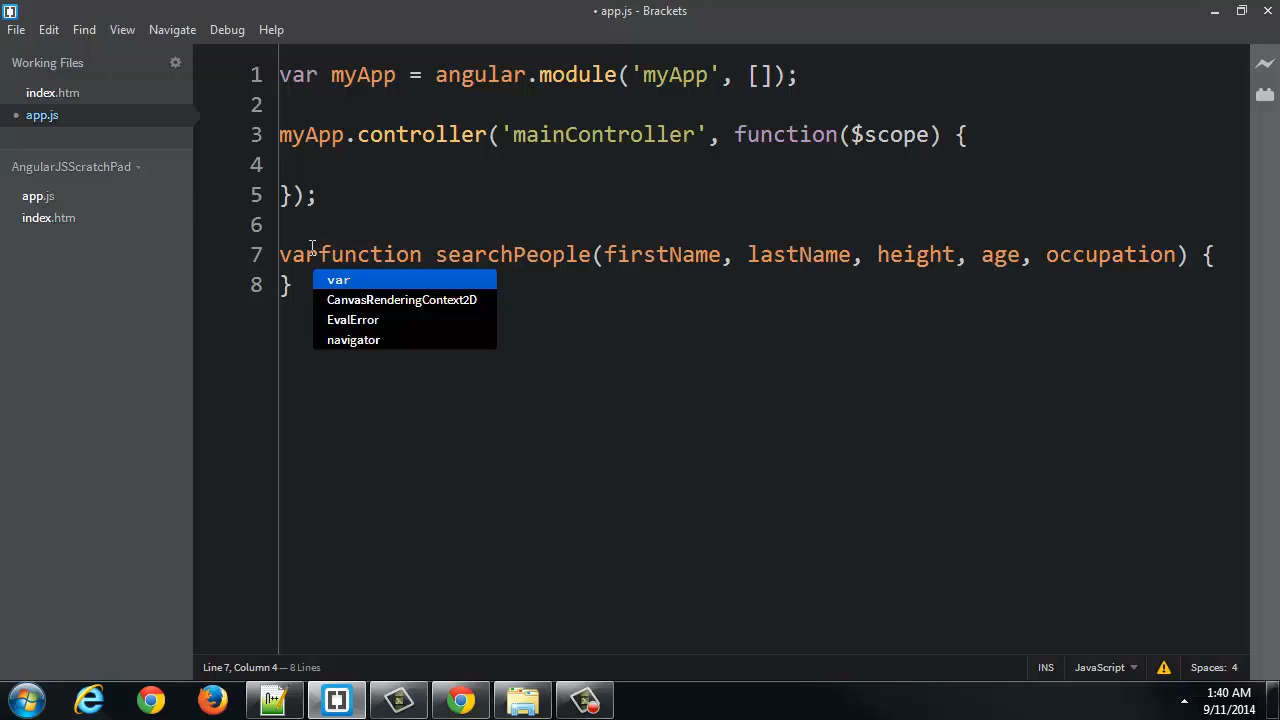 • app.js - Brackets
File Edit Find View Navigate Debug Help
Working Files
index.htm
• app.js
AngularJSScratchPad
app.js
index.htm
1 var myApp = angular.module('myApp', []);
2
3 myApp.controller('mainController', function($scope) {
4
5 });
6
7 varfunction searchPeople(firstName, lastName, height, age, occupation) {
8 }
var
CanvasRenderingContext2D
EvalError
navigator
Line 7, Column 4 — 8 Lines
INS JavaScript Spaces: 4
1:40 AM
9/11/2014